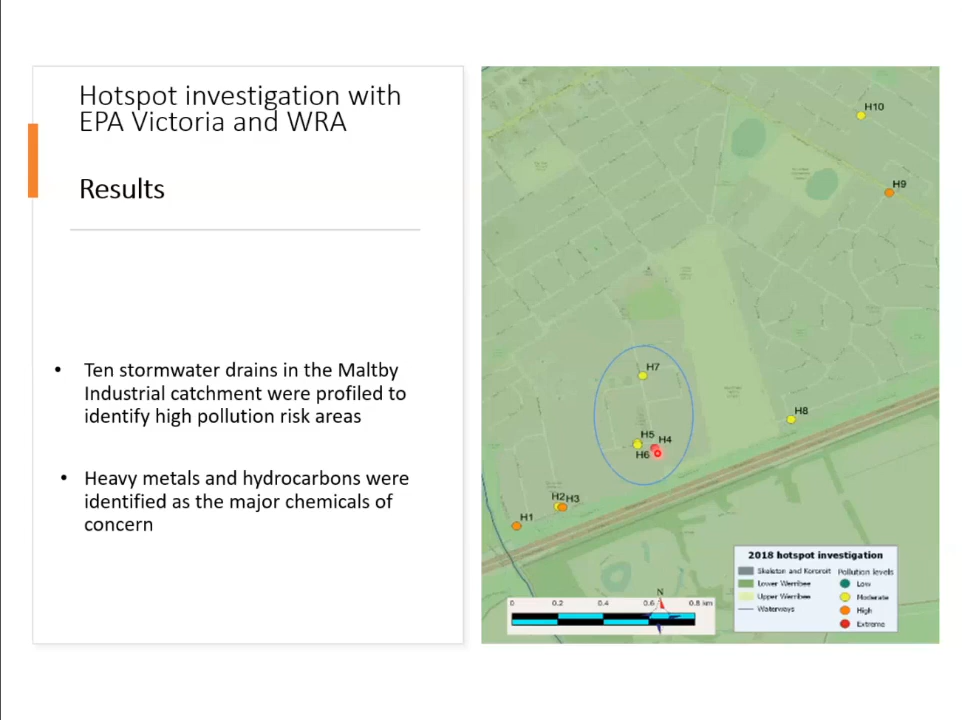 Hotspot investigation with
EPA Victoria and WRA
Results
• Ten stormwater drains in the Maltby
Industrial catchment were profiled to
identify high pollution risk areas
• Heavy metals and hydrocarbons were
identified as the major chemicals of
concern
H10
H9
H7
H8
H5
H4
H6
H2
H3
H1
2018 hotspot investigation
Skeleton and Kororoit
Lower Werribee
Upper Werribee
Waterways
Pollution levels
Low
Moderate
High
Extreme
N
0 0.2 0.4 0.6 0.8 km